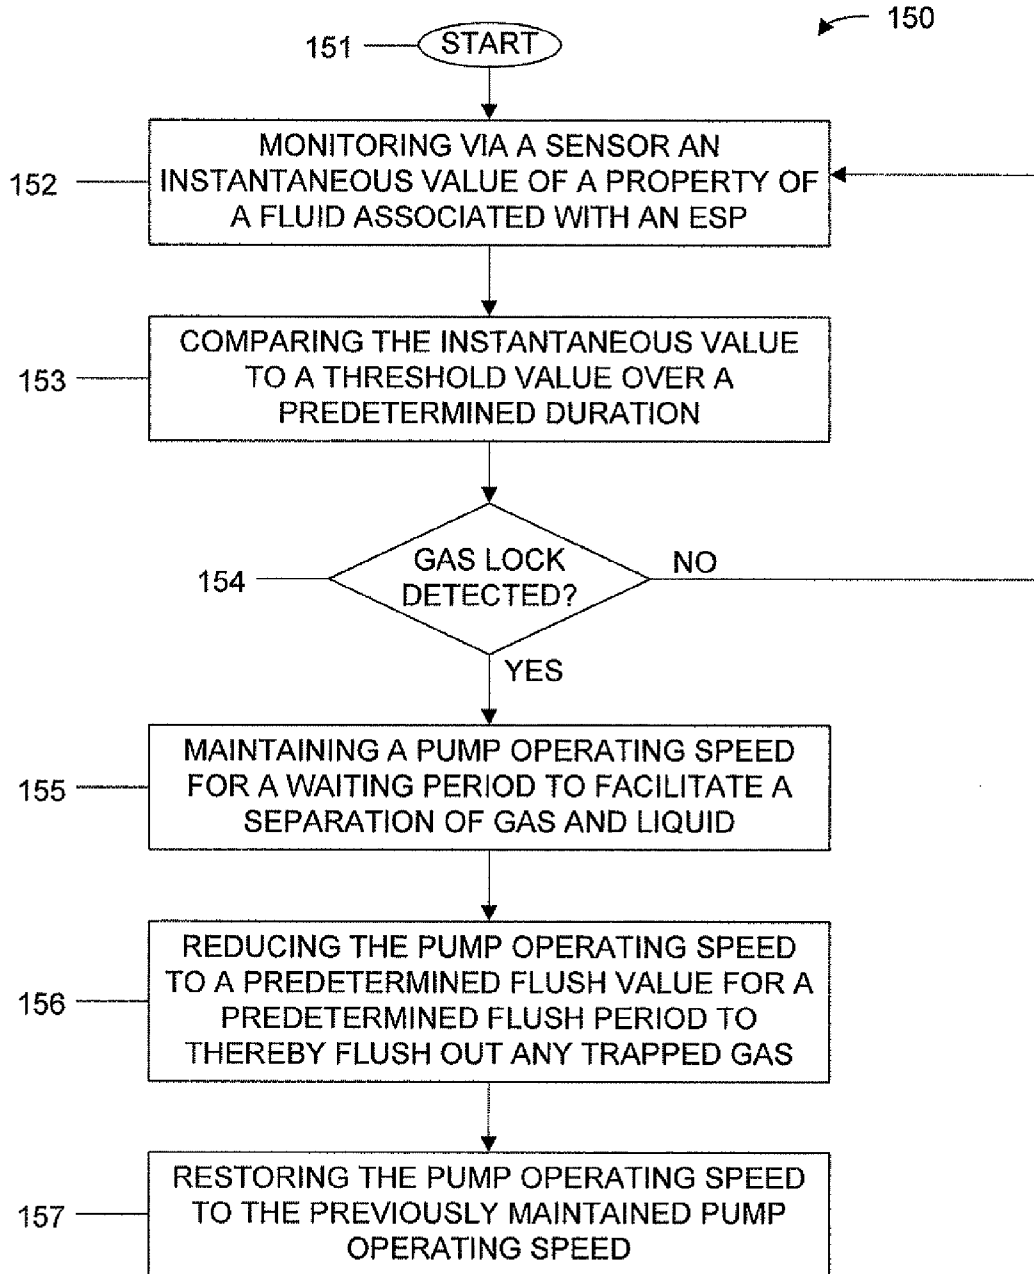 150
151
START
152
MONITORING VIA A SENSOR AN
INSTANTANEOUS VALUE OF A PROPERTY OF
A FLUID ASSOCIATED WITH AN ESP
153
COMPARING THE INSTANTANEOUS VALUE
TO A THRESHOLD VALUE OVER A
PREDETERMINED DURATION
154
GAS LOCK
DETECTED?
NO
YES
155
MAINTAINING A PUMP OPERATING SPEED
FOR A WAITING PERIOD TO FACILITATE A
SEPARATION OF GAS AND LIQUID
156
REDUCING THE PUMP OPERATING SPEED
TO A PREDETERMINED FLUSH VALUE FOR A
PREDETERMINED FLUSH PERIOD TO
THEREBY FLUSH OUT ANY TRAPPED GAS
157
RESTORING THE PUMP OPERATING SPEED
TO THE PREVIOUSLY MAINTAINED PUMP
OPERATING SPEED